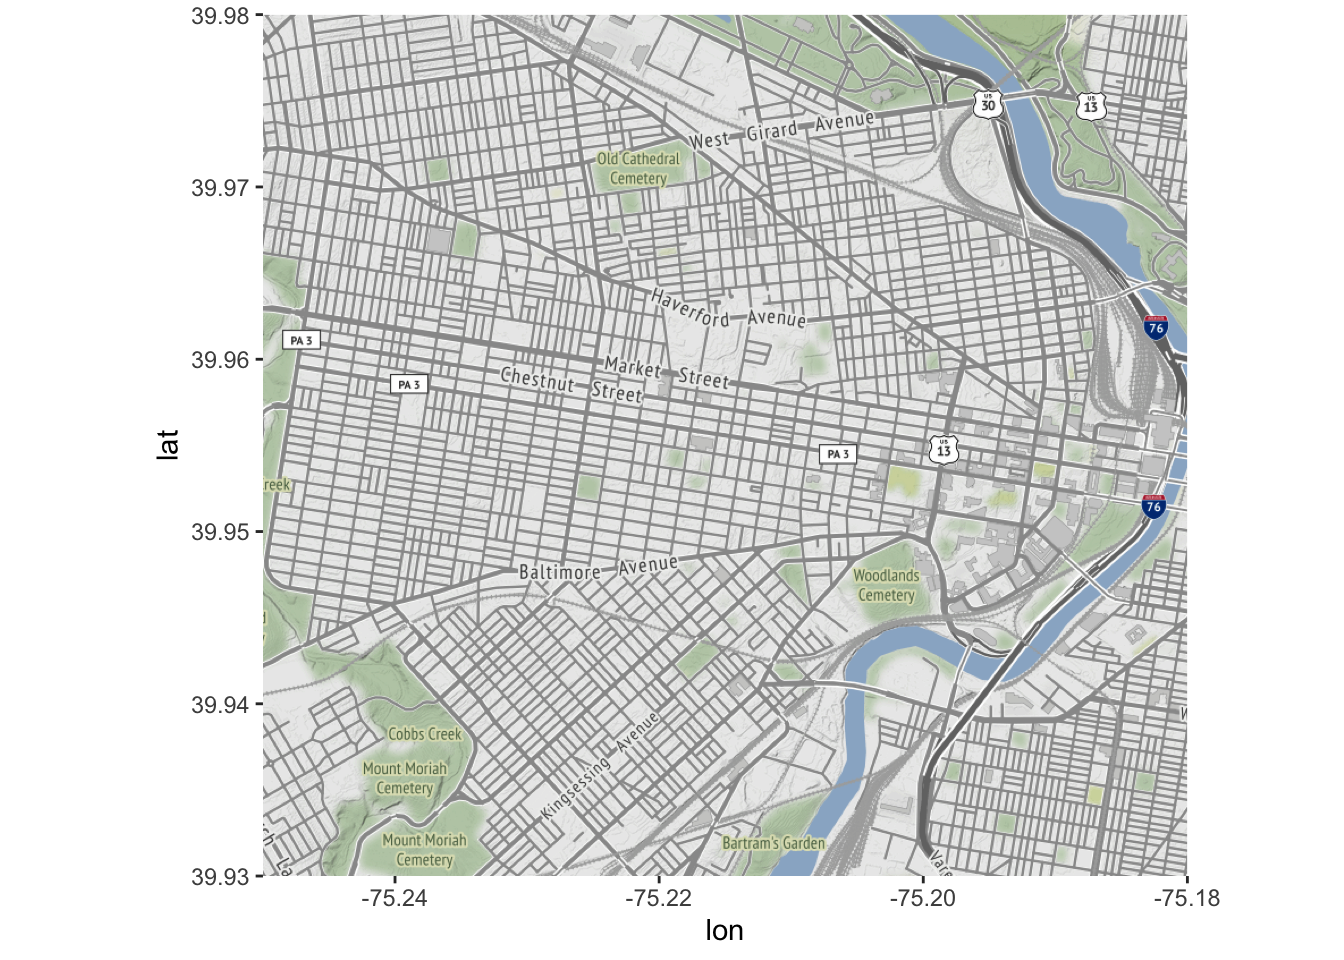 39.98
39.97
39.96
39.95
39.94
39.93
lat
-75.24
-75.22
-75.20
-75.18
lon
US
30
US
13
West Girard Avenue
Old Cathedral
Cemetery
Haverford Avenue
76
PA 3
Market Street
PA 3
Chestnut Street
PA 3
US
13
reek
76
Baltimore Avenue
Woodlands
Cemetery
Cobbs Creek
Mount Moriah
Cemetery
Kingsessing Avenue
Mount Moriah
Cemetery
Bartram's Garden
Vare